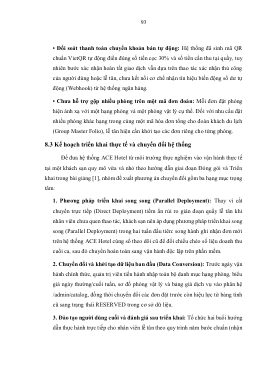 93
• Đối soát thanh toán chuyển khoản bán tự động: Hệ thống đã sinh mã QR
chuẩn VietQR tự động điền đúng số tiền cọc 30% và số tiền cần thu tại quầy, tuy
nhiên bước xác nhận hoàn tất giao dịch vẫn dựa trên thao tác xác nhận thủ công
của người dùng hoặc lễ tân, chưa kết nối cơ chế nhận tín hiệu biến động số dư tự
động (Webhook) từ hệ thống ngân hàng.
• Chưa hỗ trợ gộp nhiều phòng trên một mã đơn đoàn: Mỗi đơn đặt phòng
hiện ánh xạ với một hạng phòng và một phòng vật lý cụ thể. Đối với nhu cầu đặt
nhiều phòng khác hạng trong cùng một mã hóa đơn tổng cho đoàn khách du lịch
(Group Master Folio), lễ tân hiện cần khởi tạo các đơn riêng cho từng phòng.
8.3 Kế hoạch triển khai thực tế và chuyển đổi hệ thống
Để đưa hệ thống ACE Hotel từ môi trường thực nghiệm vào vận hành thực tế
tại một khách sạn quy mô vừa và nhỏ theo hướng dẫn giai đoạn Đóng gói và Triển
khai trong bài giảng [1], nhóm đề xuất phương án chuyển đổi gồm ba hạng mục trọng
tâm:
1. Phương pháp triển khai song song (Parallel Deployment): Thay vì cắt
chuyển trực tiếp (Direct Deployment) tiềm ẩn rủi ro gián đoạn quầy lễ tân khi
nhân viên chưa quen thao tác, khách sạn nên áp dụng phương pháp triển khai song
song (Parallel Deployment) trong hai tuần đầu tiên: song hành ghi nhận đơn mới
trên hệ thống ACE Hotel cùng sổ theo dõi cũ để đối chiếu chéo số liệu doanh thu
cuối ca, sau đó chuyển hoàn toàn sang vận hành độc lập trên phần mềm.
2. Chuyển đổi và khởi tạo dữ liệu ban đầu (Data Conversion): Trước ngày vận
hành chính thức, quản trị viên tiến hành nhập toàn bộ danh mục hạng phòng, biểu
giá ngày thường/cuối tuần, sơ đồ phòng vật lý và bảng giá dịch vụ vào phân hệ
/admin/catalog, đồng thời chuyển đổi các đơn đặt trước còn hiệu lực từ bảng tính
cũ sang trạng thái RESERVED trong cơ sở dữ liệu.
3. Đào tạo người dùng cuối và đánh giá sau triển khai: Tổ chức hai buổi hướng
dẫn thực hành trực tiếp cho nhân viên lễ tân theo quy trình năm bước chuẩn (nhận